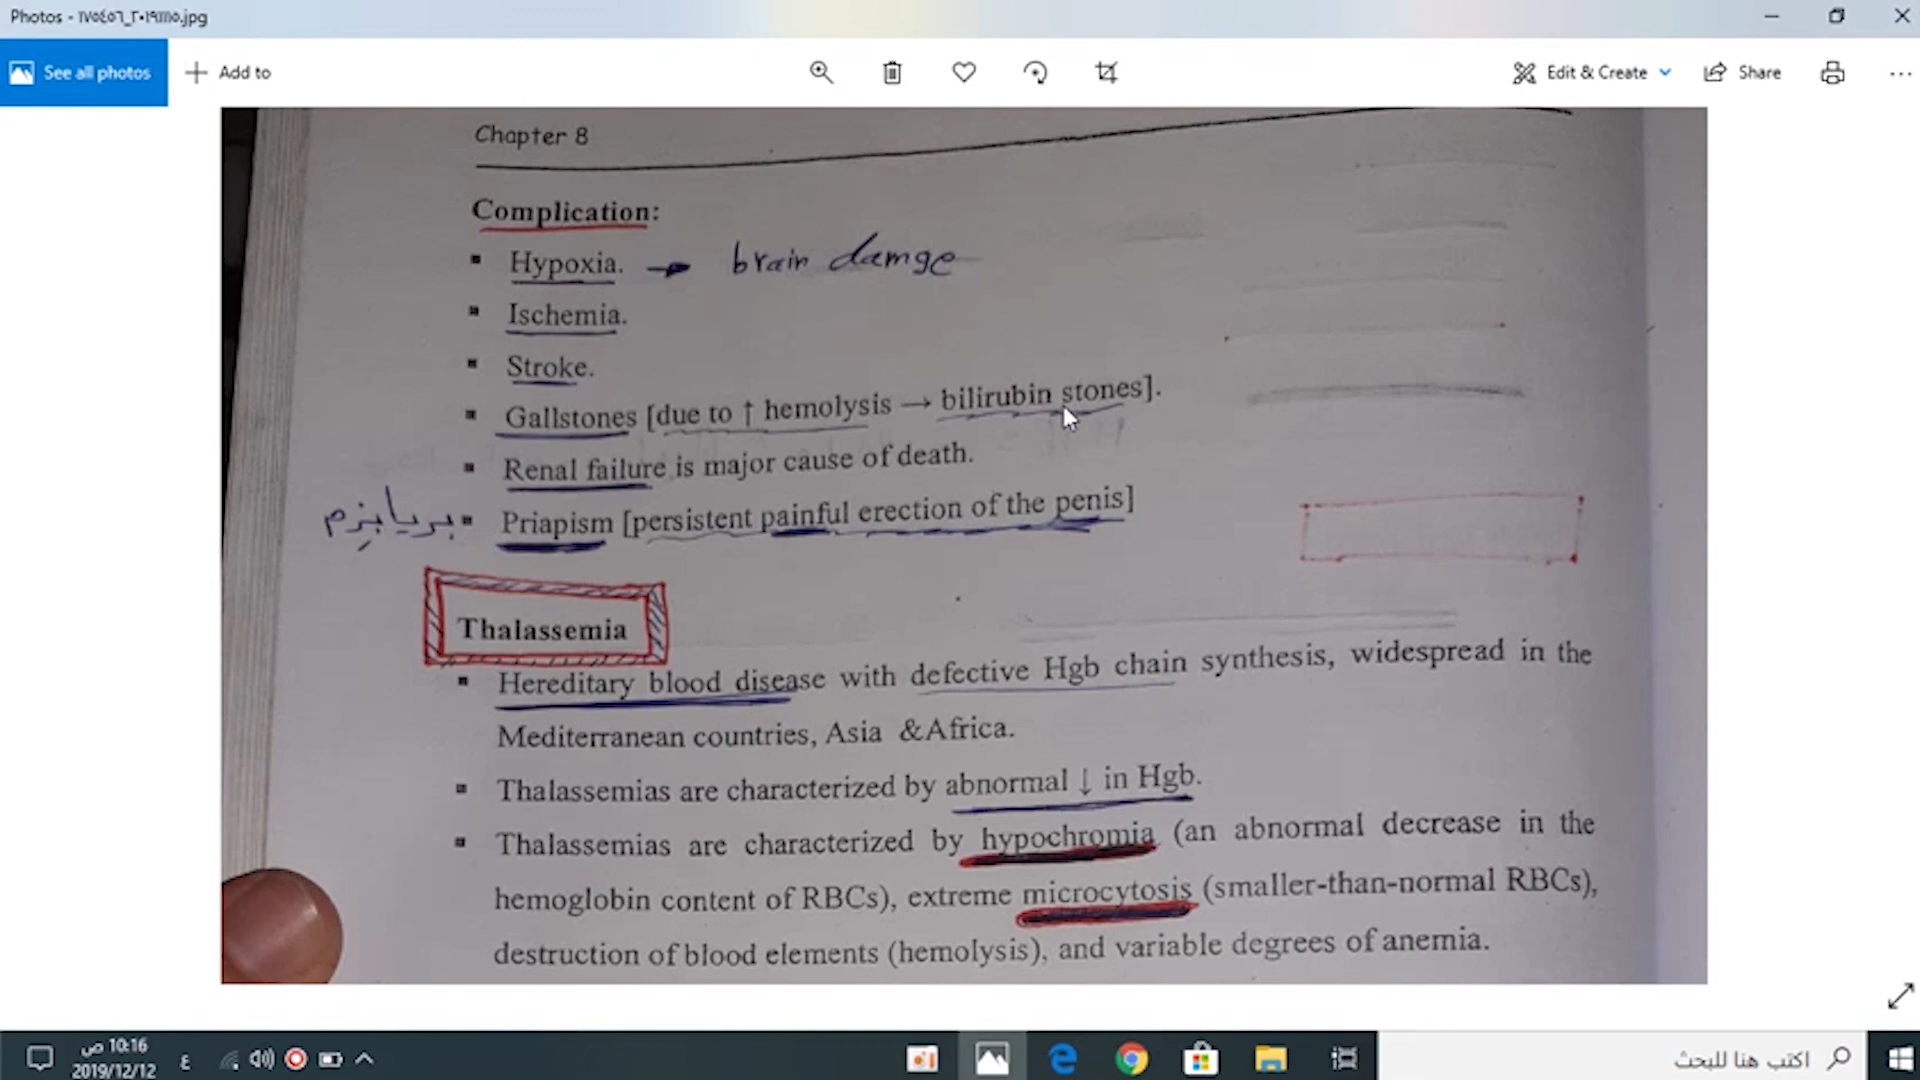 Photos - ٢٠١٩١١١٥_١٧٥٤٥٦.jpg
See all photos
Add to
Edit & Create
Share
Chapter 8
Complication:
▪ Hypoxia. → brain damge
▪ Ischemia.
▪ Stroke.
▪ Gallstones [due to ↑ hemolysis → bilirubin stones].
▪ Renal failure is major cause of death.
بريابزم ▪ Priapism [persistent painful erection of the penis]
Thalassemia
▪ Hereditary blood disease with defective Hgb chain synthesis, widespread in the
Mediterranean countries, Asia &Africa.
▪ Thalassemias are characterized by abnormal ↓ in Hgb.
▪ Thalassemias are characterized by hypochromia (an abnormal decrease in the
hemoglobin content of RBCs), extreme microcytosis (smaller-than-normal RBCs),
destruction of blood elements (hemolysis), and variable degrees of anemia.
10:16 ص
2019/12/12
ع
اكتب هنا للبحث